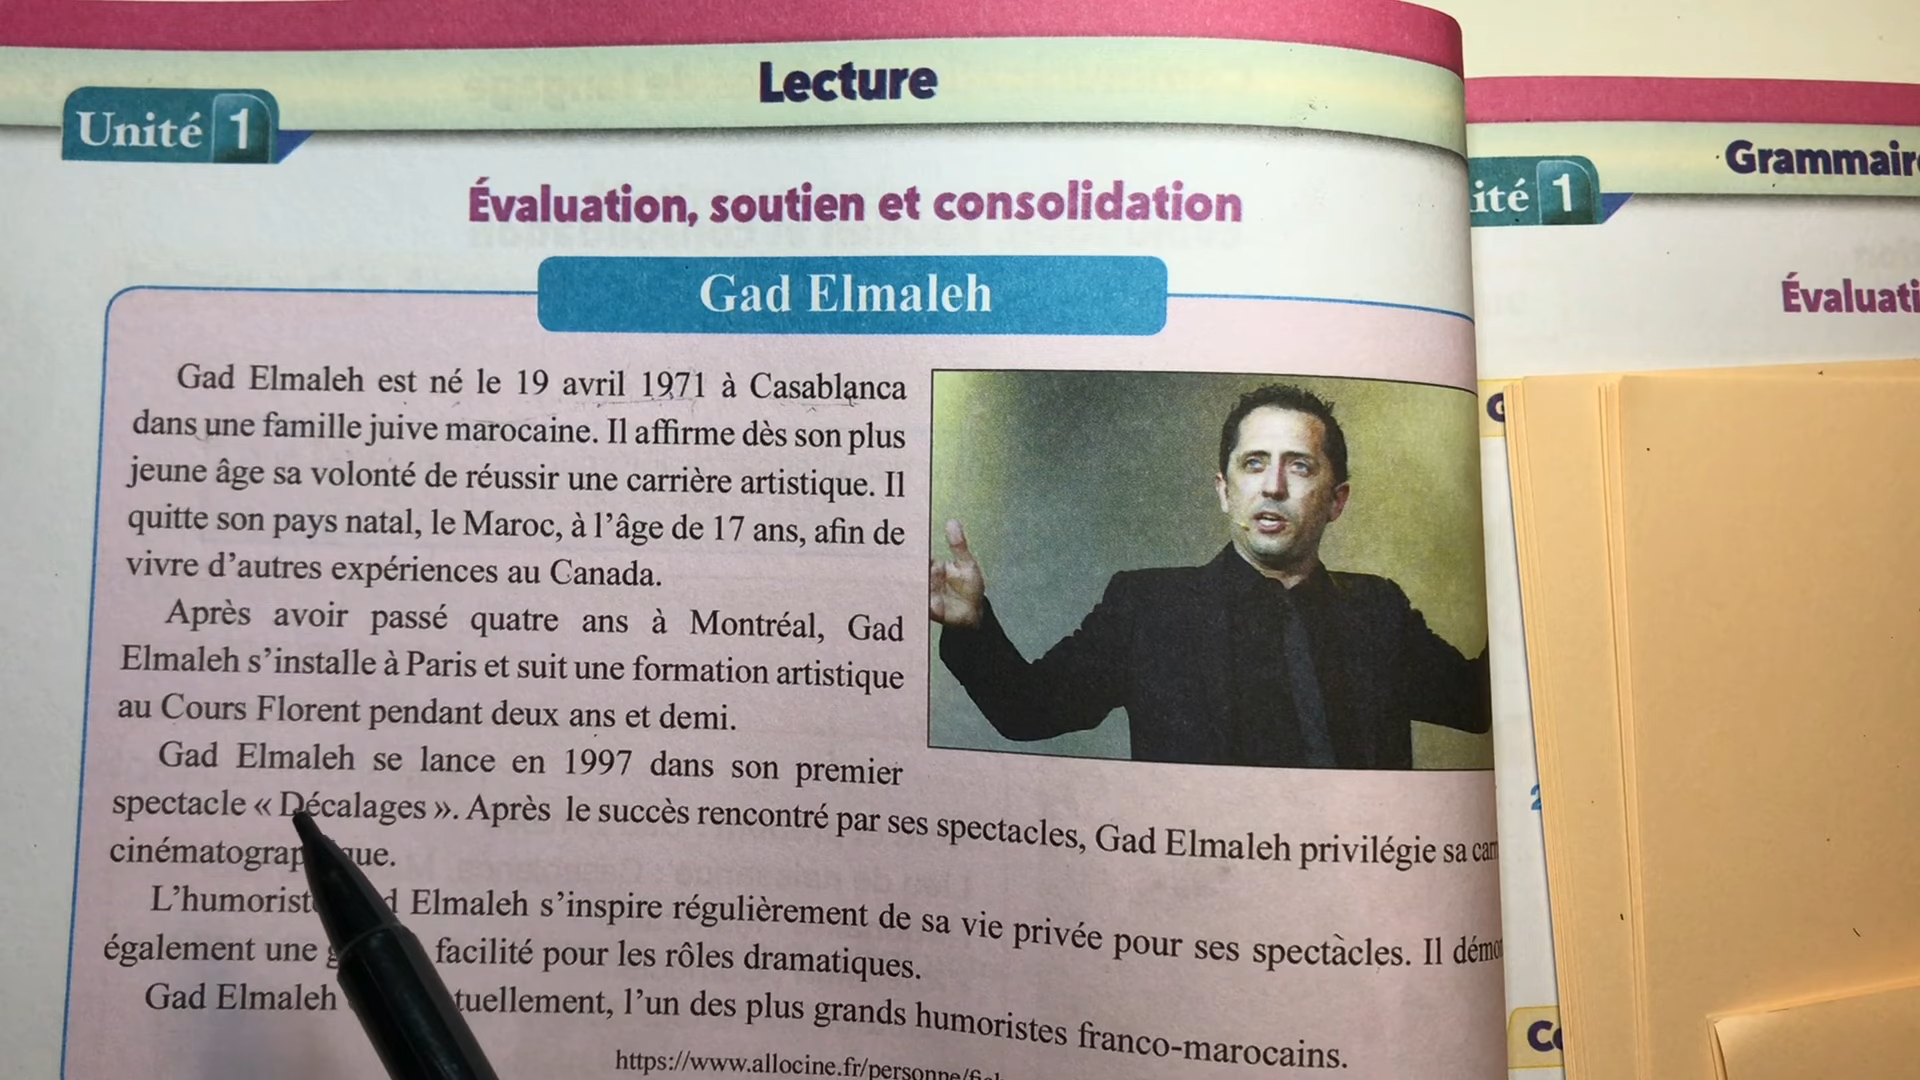 Lecture
Unité 1
Évaluation, soutien et consolidation
Gad Elmaleh
Gad Elmaleh est né le 19 avril 1971 à Casablanca
dans une famille juive marocaine. Il affirme dès son plus
jeune âge sa volonté de réussir une carrière artistique. Il
quitte son pays natal, le Maroc, à l'âge de 17 ans, afin de
vivre d'autres expériences au Canada.
Après avoir passé quatre ans à Montréal, Gad
Elmaleh s'installe à Paris et suit une formation artistique
au Cours Florent pendant deux ans et demi.
Gad Elmaleh se lance en 1997 dans son premier
spectacle « Décalages ». Après le succès rencontré par ses spectacles, Gad Elmaleh privilégie sa
L'humoriste Elmaleh s'inspire régulièrement de sa vie privée pour ses spectacles. Il
également une facilité pour les rôles dramatiques.
Gad Elmaleh l'un des plus grands humoristes franco-marocains.
https://www.allocine.fr/personne/
Grammaire
1